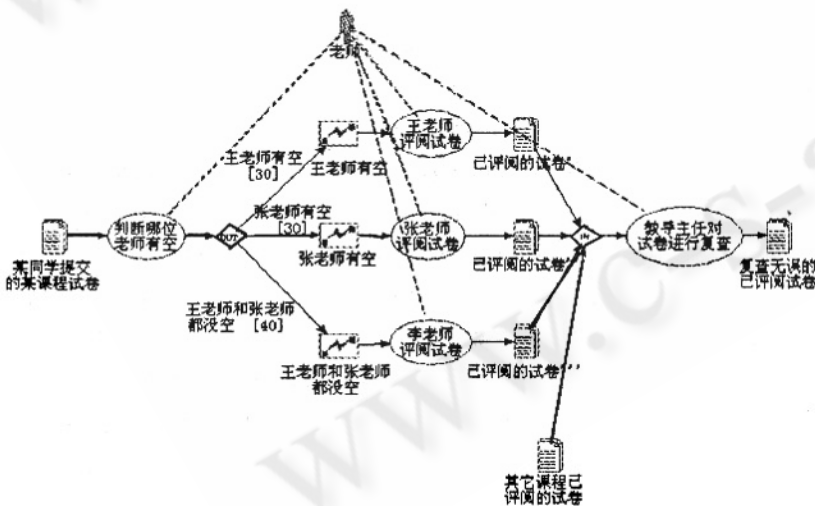 老师
王老师
评阅试卷
已评阅的试卷'
王老师有空
[30]
王老师有空
张老师有空
[30]
某同学提交
的某课程试卷
判断哪位
老师有空
OUT
张老师有空
张老师
评阅试卷
已评阅的试卷''
IN
教导主任对
试卷进行复查
复查无误的
已评阅试卷
王老师和张老师
都没空 [40]
王老师和张老师
都没空
李老师
评阅试卷
已评阅的试卷'''
其它课程已
评阅的试卷
www.c-s-